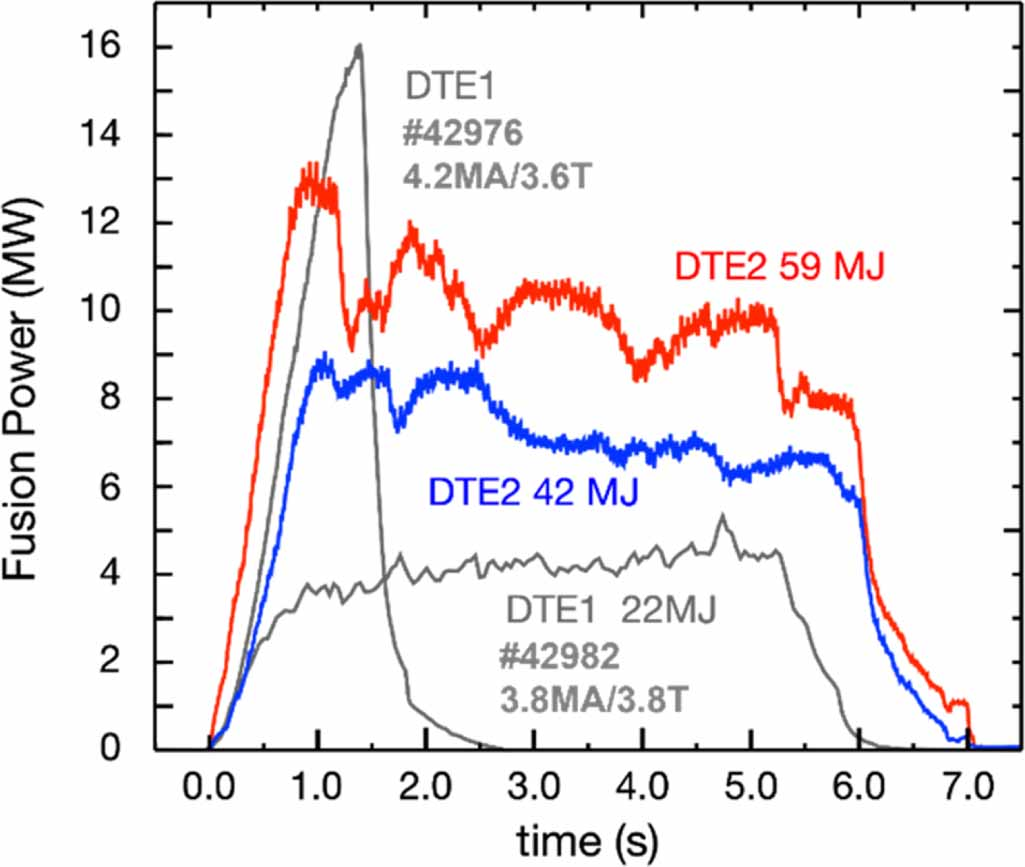 16
14
12
10
8
6
4
2
0
Fusion Power (MW)
DTE1
#42976
4.2MA/3.6T
DTE2 59 MJ
DTE2 42 MJ
DTE1 22MJ
#42982
3.8MA/3.8T
0.0 1.0 2.0 3.0 4.0 5.0 6.0 7.0
time (s)